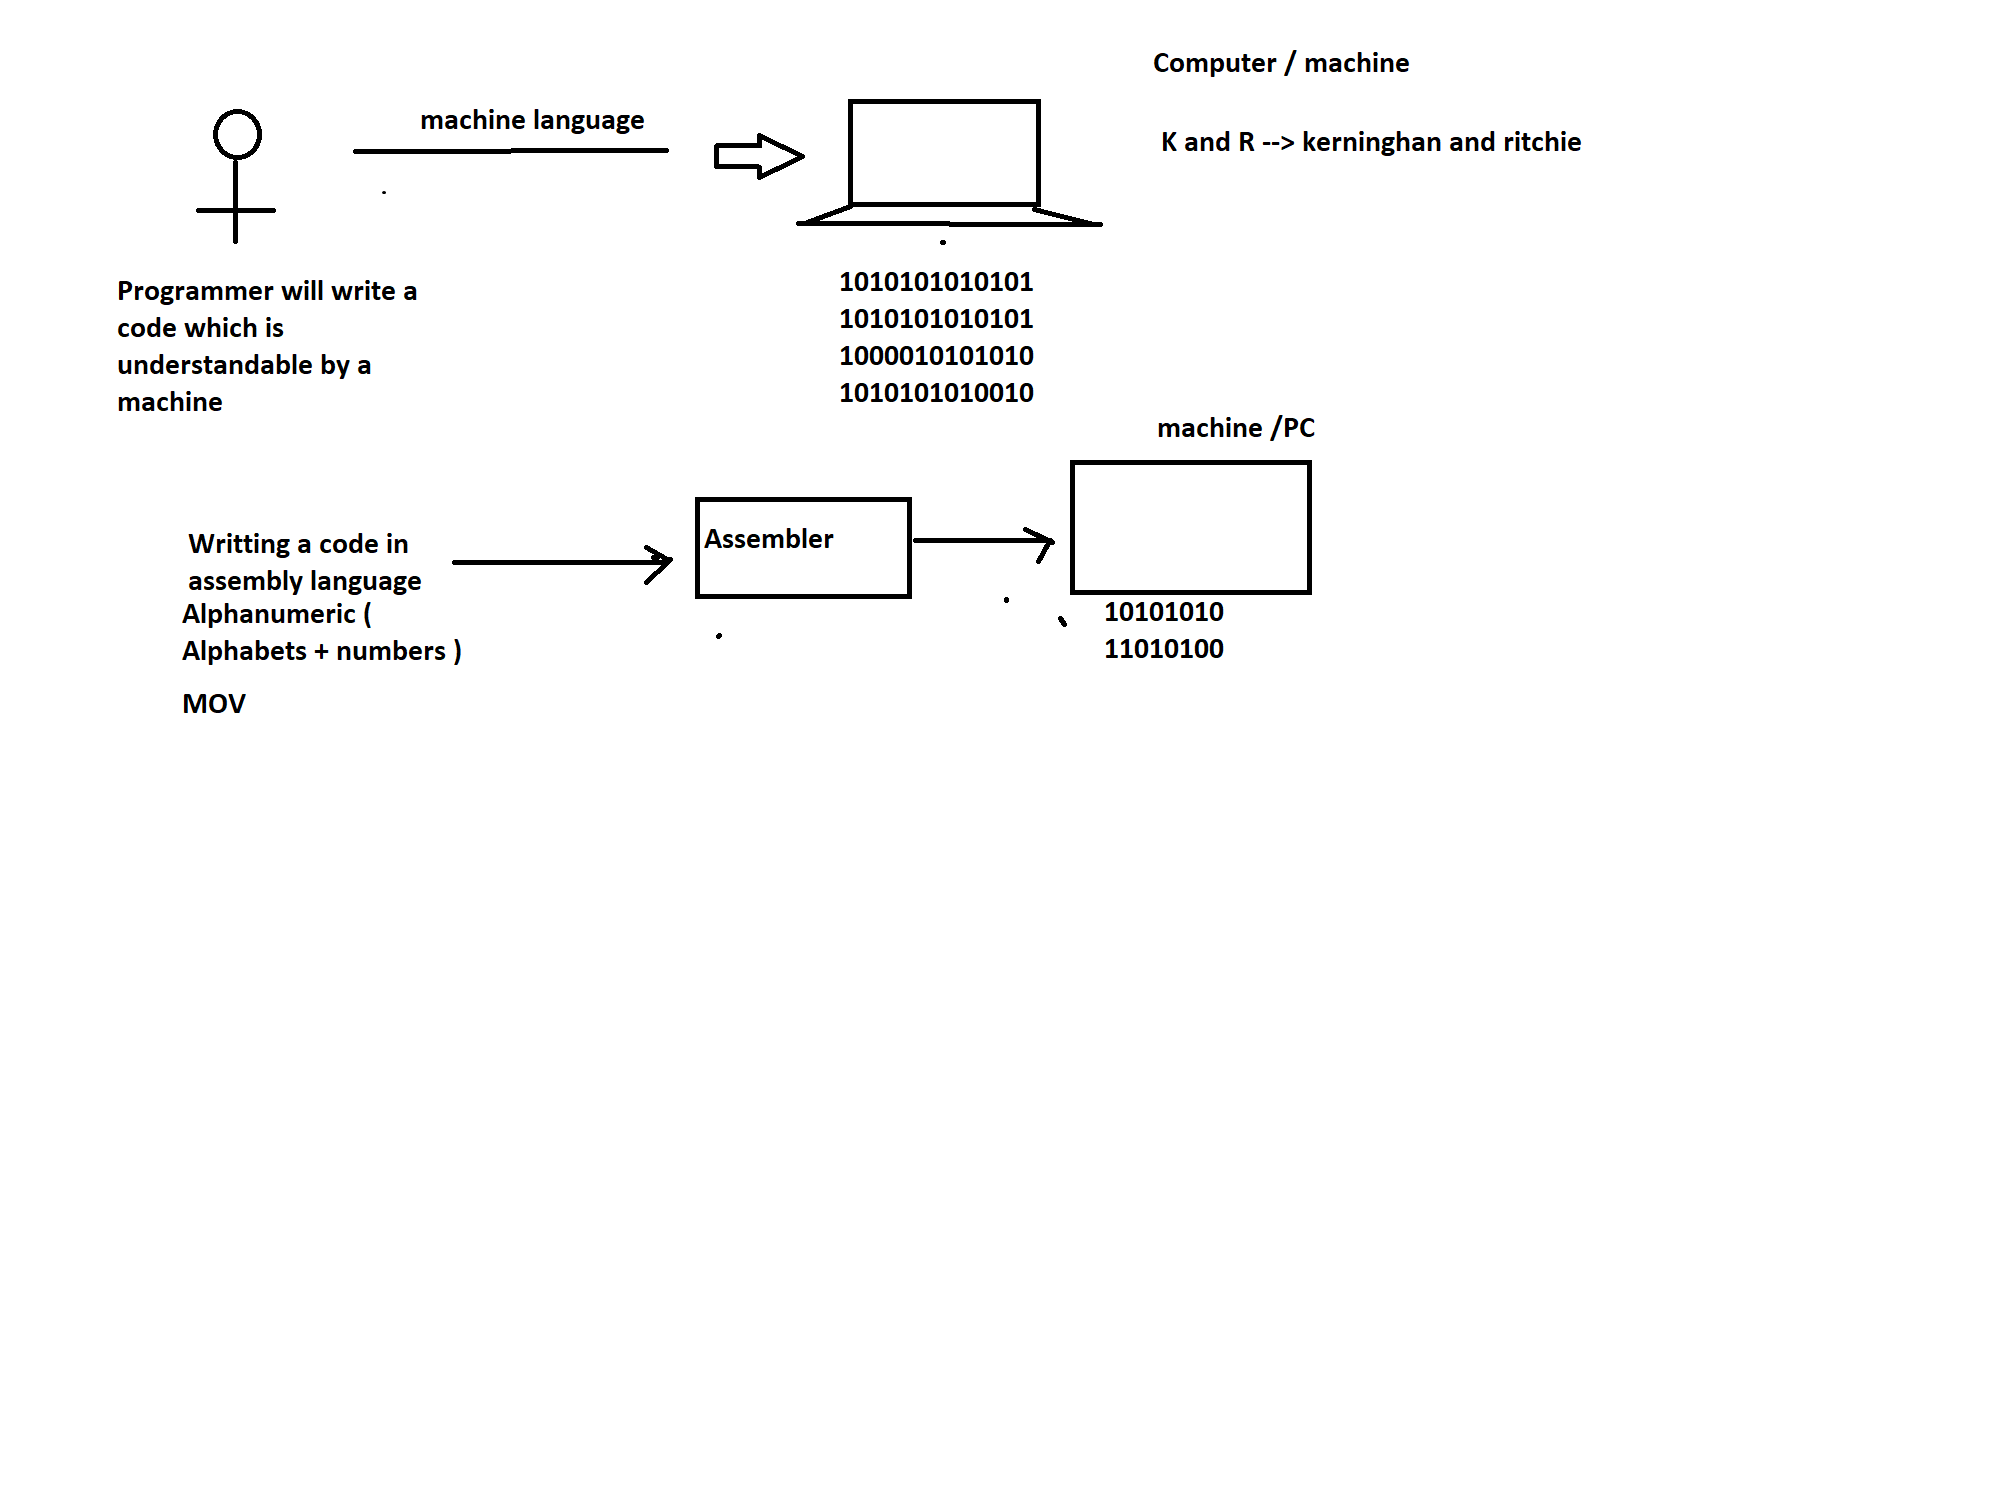 Computer / machine
machine language
K and R --> kerninghan and ritchie
Programmer will write a
code which is
understandable by a
machine
1010101010101
1010101010101
1000010101010
1010101010010
machine /PC
Assembler
Writting a code in
assembly language
Alphanumeric (
Alphabets + numbers )
MOV
10101010
11010100